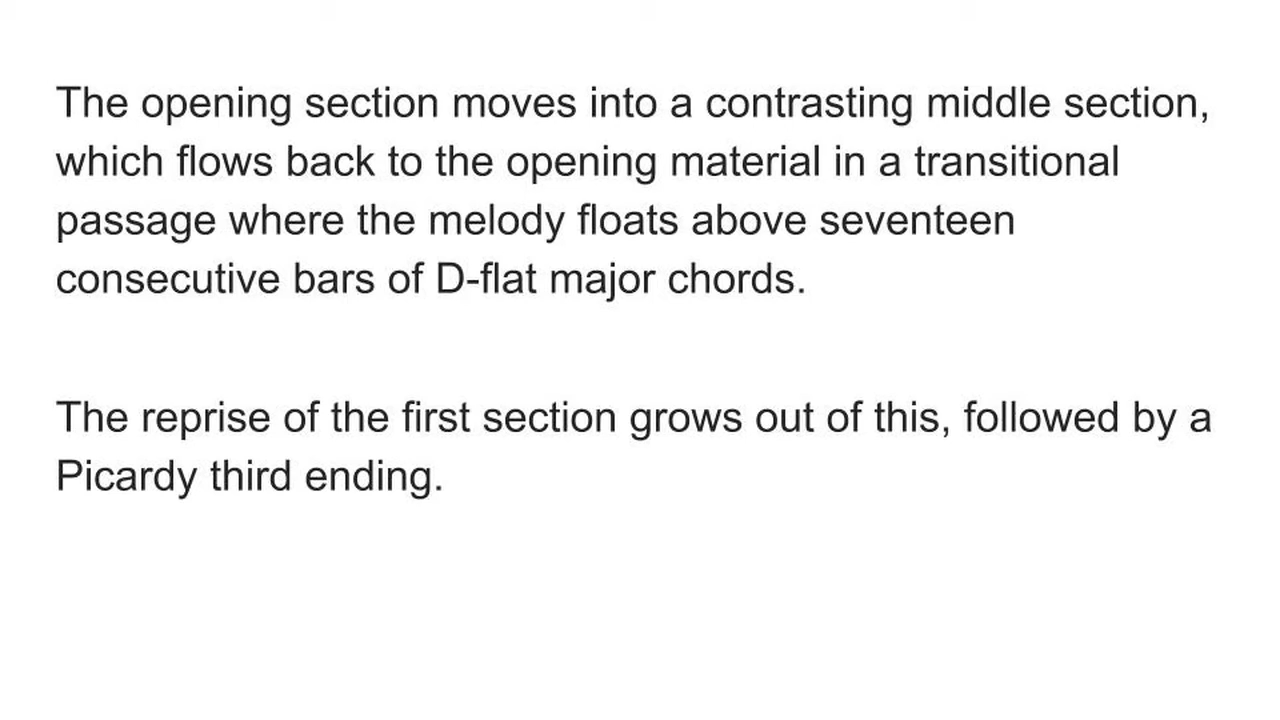 The opening section moves into a contrasting middle section,
which flows back to the opening material in a transitional
passage where the melody floats above seventeen
consecutive bars of D-flat major chords.
The reprise of the first section grows out of this, followed by a
Picardy third ending.